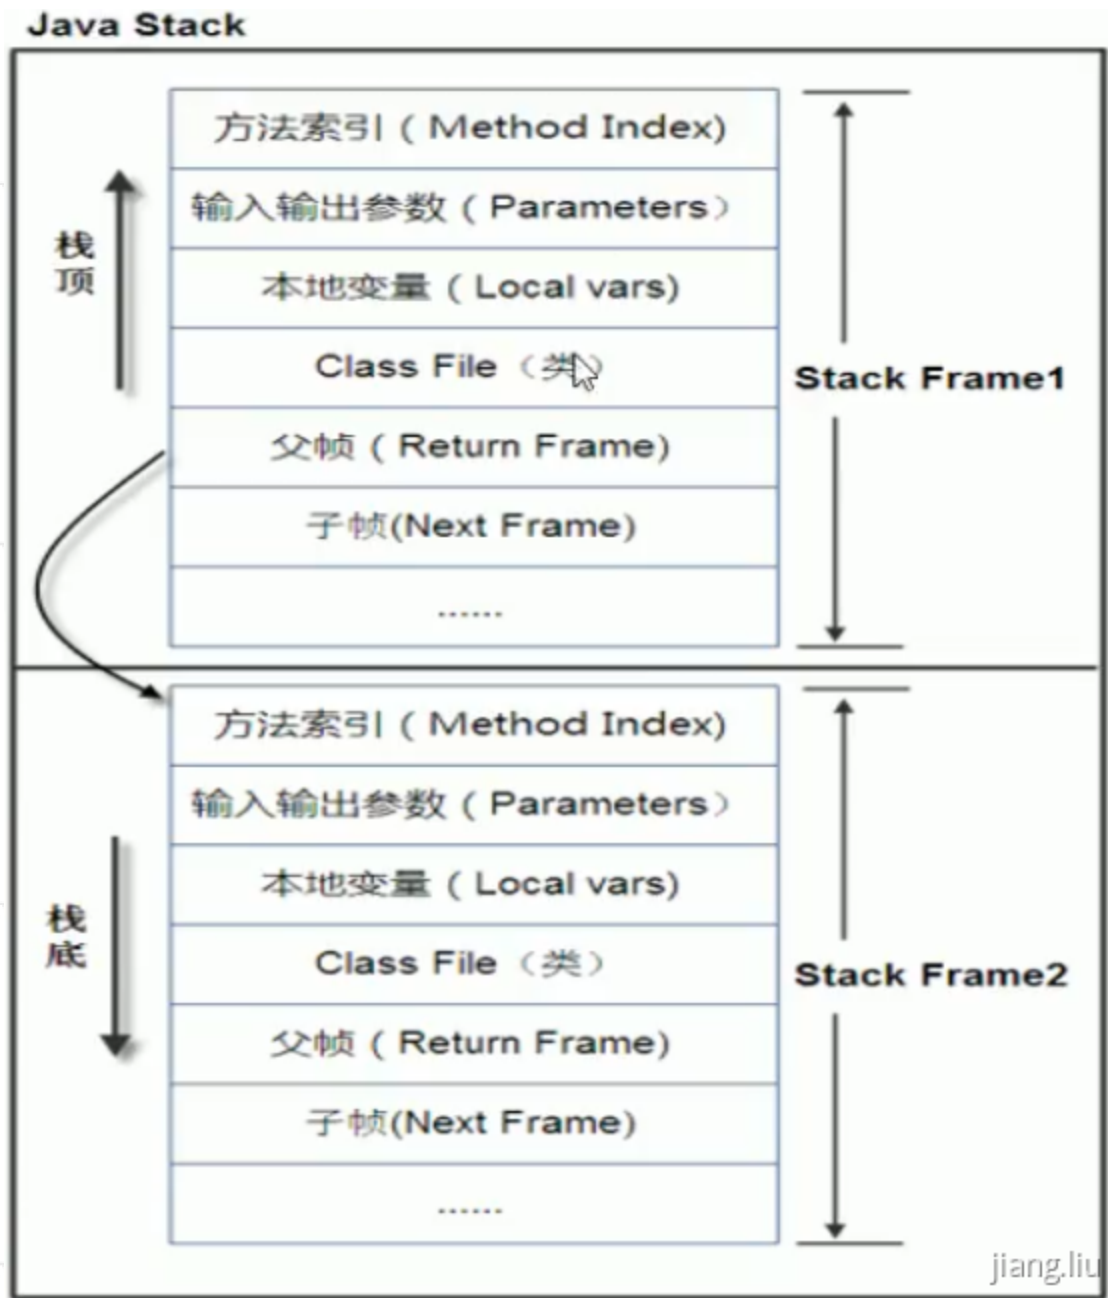 Java Stack
方法索引（Method Index)
输入输出参数（Parameters）
本地变量（Local vars)
Class File（类）
父帧（Return Frame)
子帧(Next Frame)
......
栈
顶
Stack Frame1
方法索引（Method Index)
输入输出参数（Parameters）
本地变量（Local vars)
Class File（类）
父帧（Return Frame)
子帧(Next Frame)
......
栈
底
Stack Frame2
jiang.liu